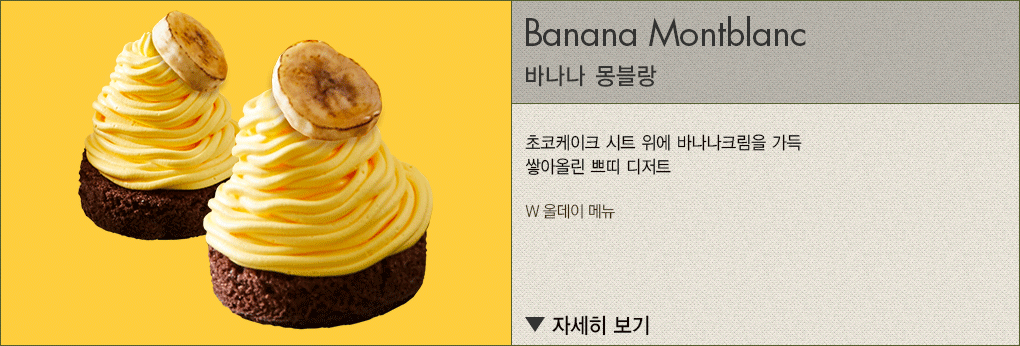 Banana Montblanc
바나나 몽블랑
초코케이크 시트 위에 바나나크림을 가득
쌓아올린 쁘띠 디저트
W 올데이 메뉴
▼ 자세히 보기